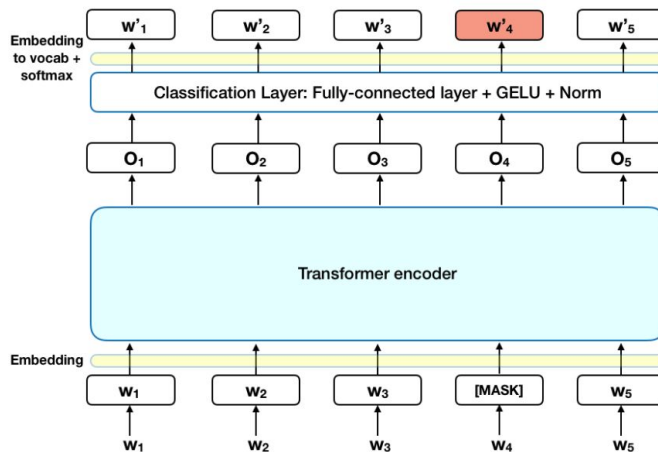 Embedding
to vocab +
softmax
w'₁ w'₂ w'₃ w'₄ w'₅
Classification Layer: Fully-connected layer + GELU + Norm
O₁ O₂ O₃ O₄ O₅
Transformer encoder
Embedding
w₁ w₂ w₃ [MASK] w₅
w₁ w₂ w₃ w₄ w₅